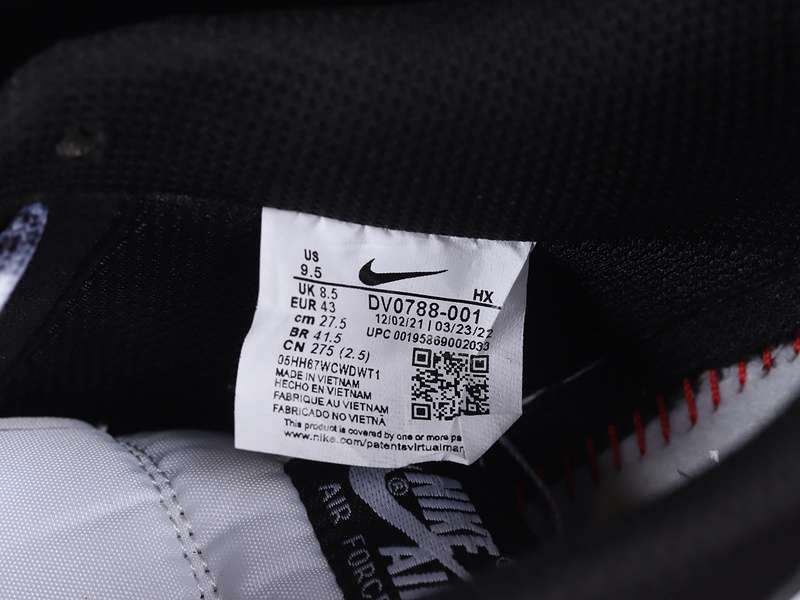 US
9.5
UK 8.5
EUR 43
cm 27.5
BR 41.5
CN 275 (2.5)
HX
DV0788-001
12/02/21 | 03/23/22
UPC 00195869002033
05HH67WCWDWT1
MADE IN VIETNAM
HECHO EN VIETNAM
FABRIQUE AU VIETNAM
FABRICADO NO VIETNÃ
This product is covered by one or more pa
www.nike.com/patentsvirtualmar
NIKE
AIR
AIR FORCE